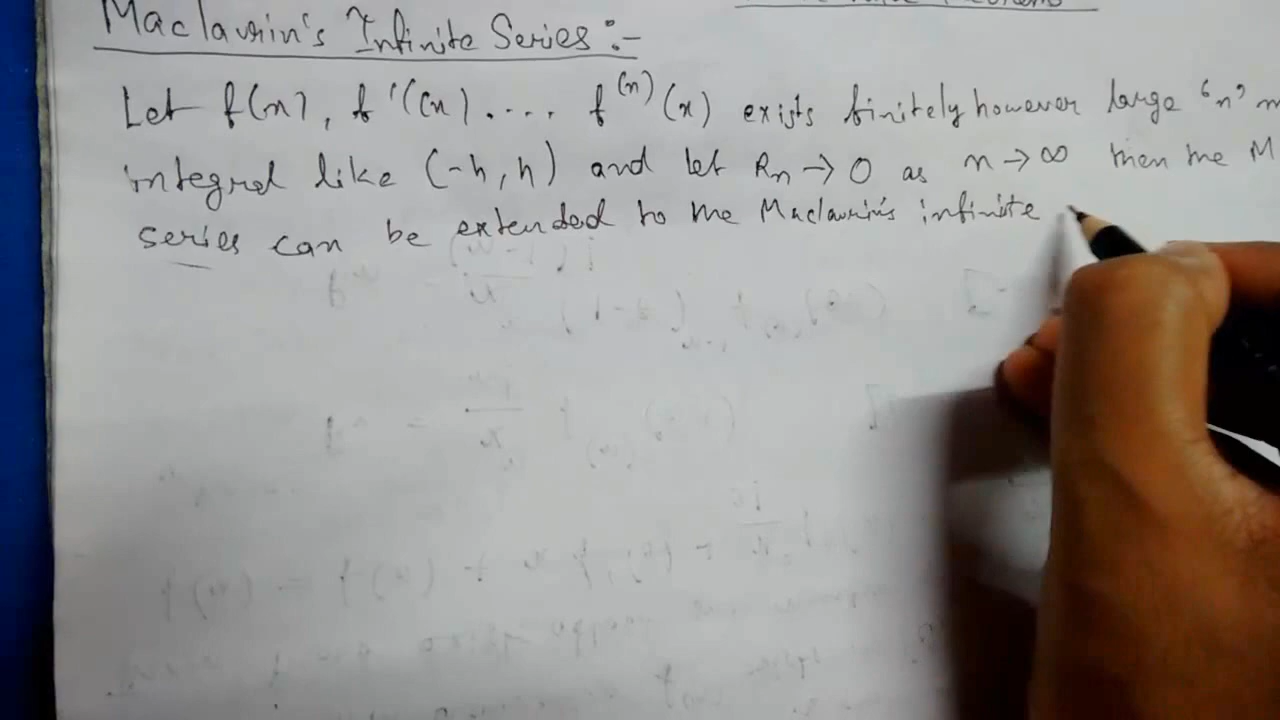 Maclaurin's Infinite Series :-
Let f(x), f'(x) .... f^(n)(x) exists finitely however large 'n' m
integral like (-h, h) and let Rn → 0 as n → ∞ then the M
series can be extended to the Maclaurin's infinite